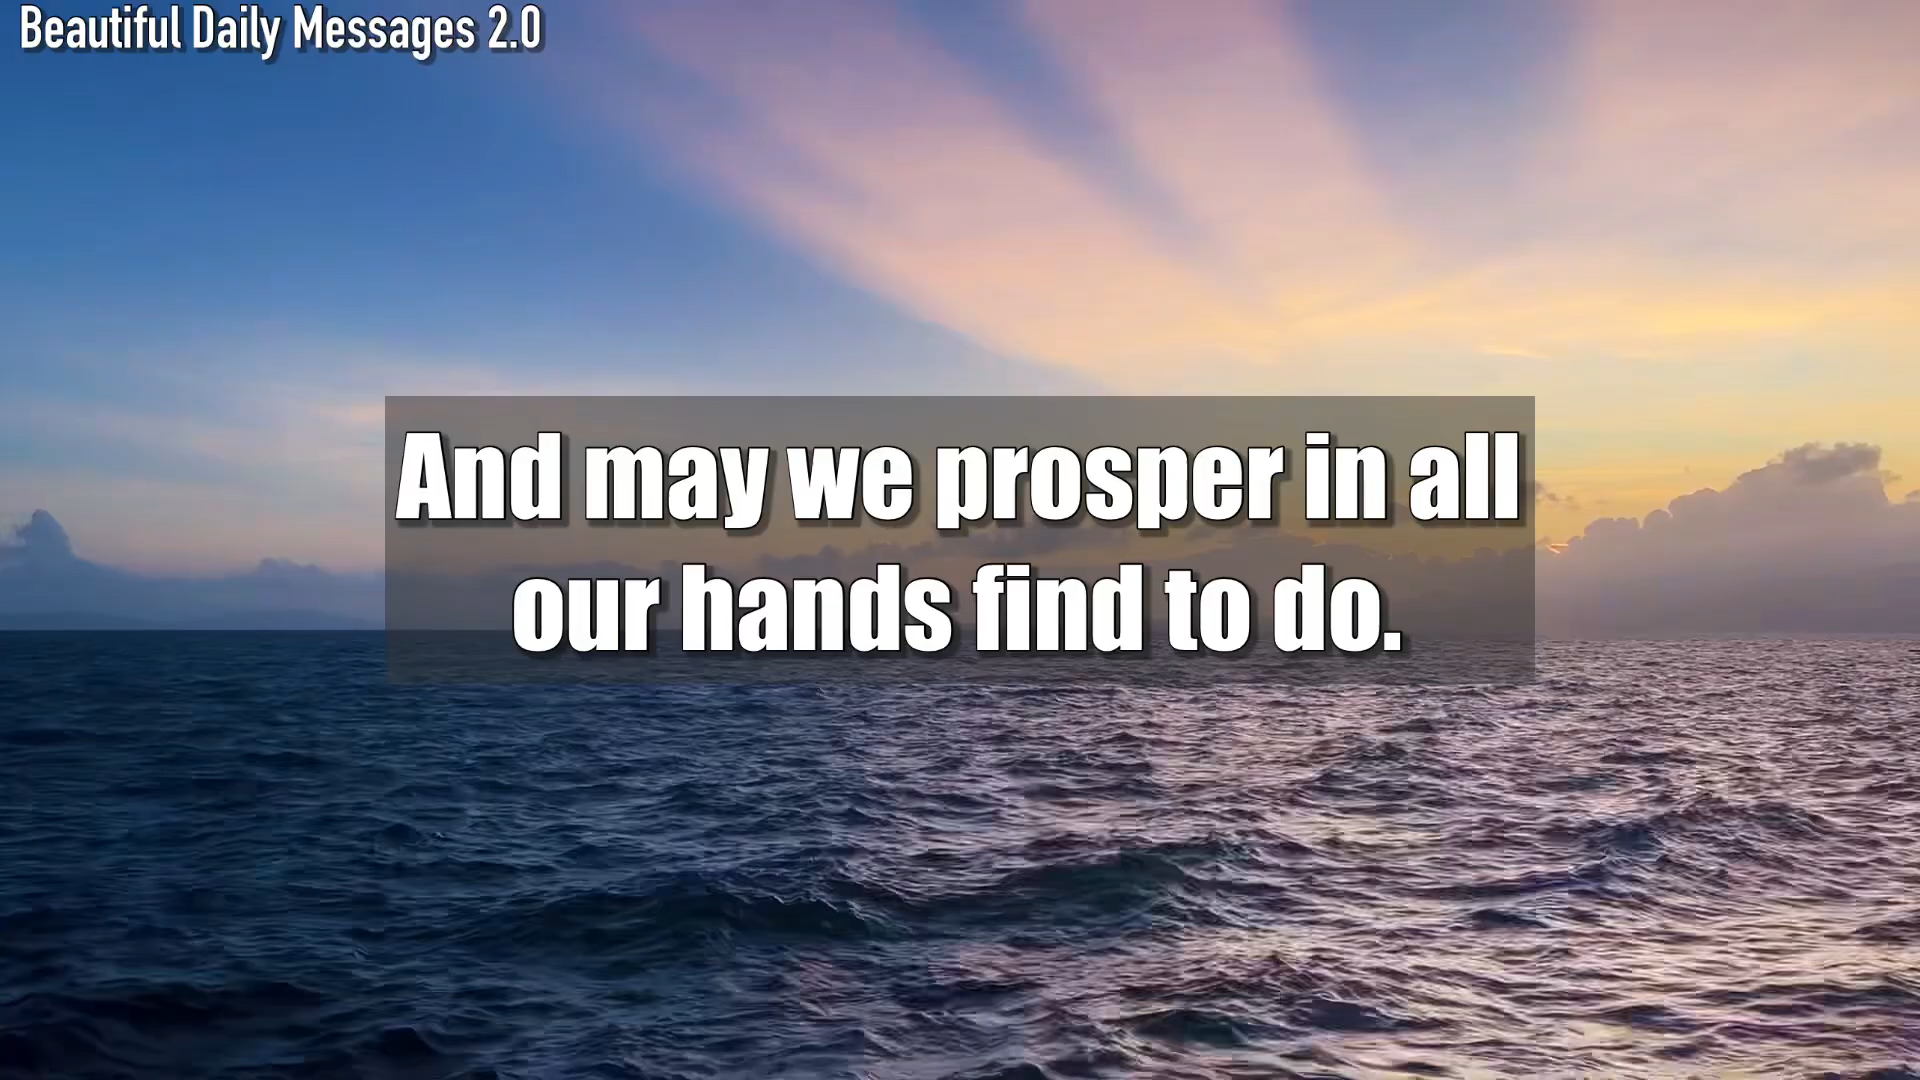 Beautiful Daily Messages 2.0
And may we prosper in all
our hands find to do.